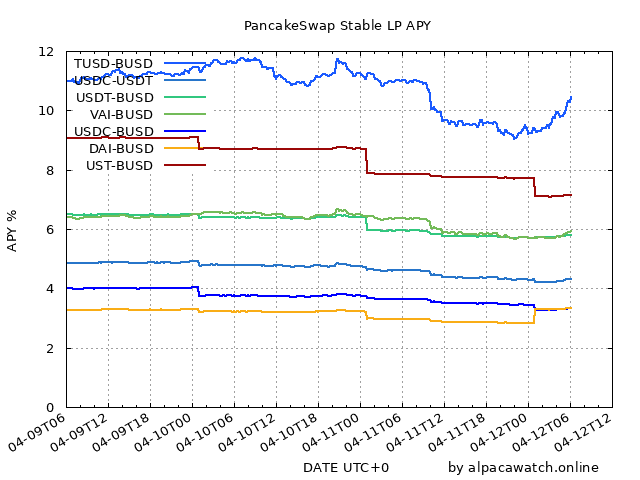 PancakeSwap Stable LP APY
12
10
8
6
4
2
0
APY %
TUSD-BUSD
USDC-USDT
USDT-BUSD
VAI-BUSD
USDC-BUSD
DAI-BUSD
UST-BUSD
04-09T06
04-09T12
04-09T18
04-10T00
04-10T06
04-10T12
04-10T18
04-11T00
04-11T06
04-11T12
04-11T18
04-12T00
04-12T06
04-12T12
DATE UTC+0
by alpacawatch.online